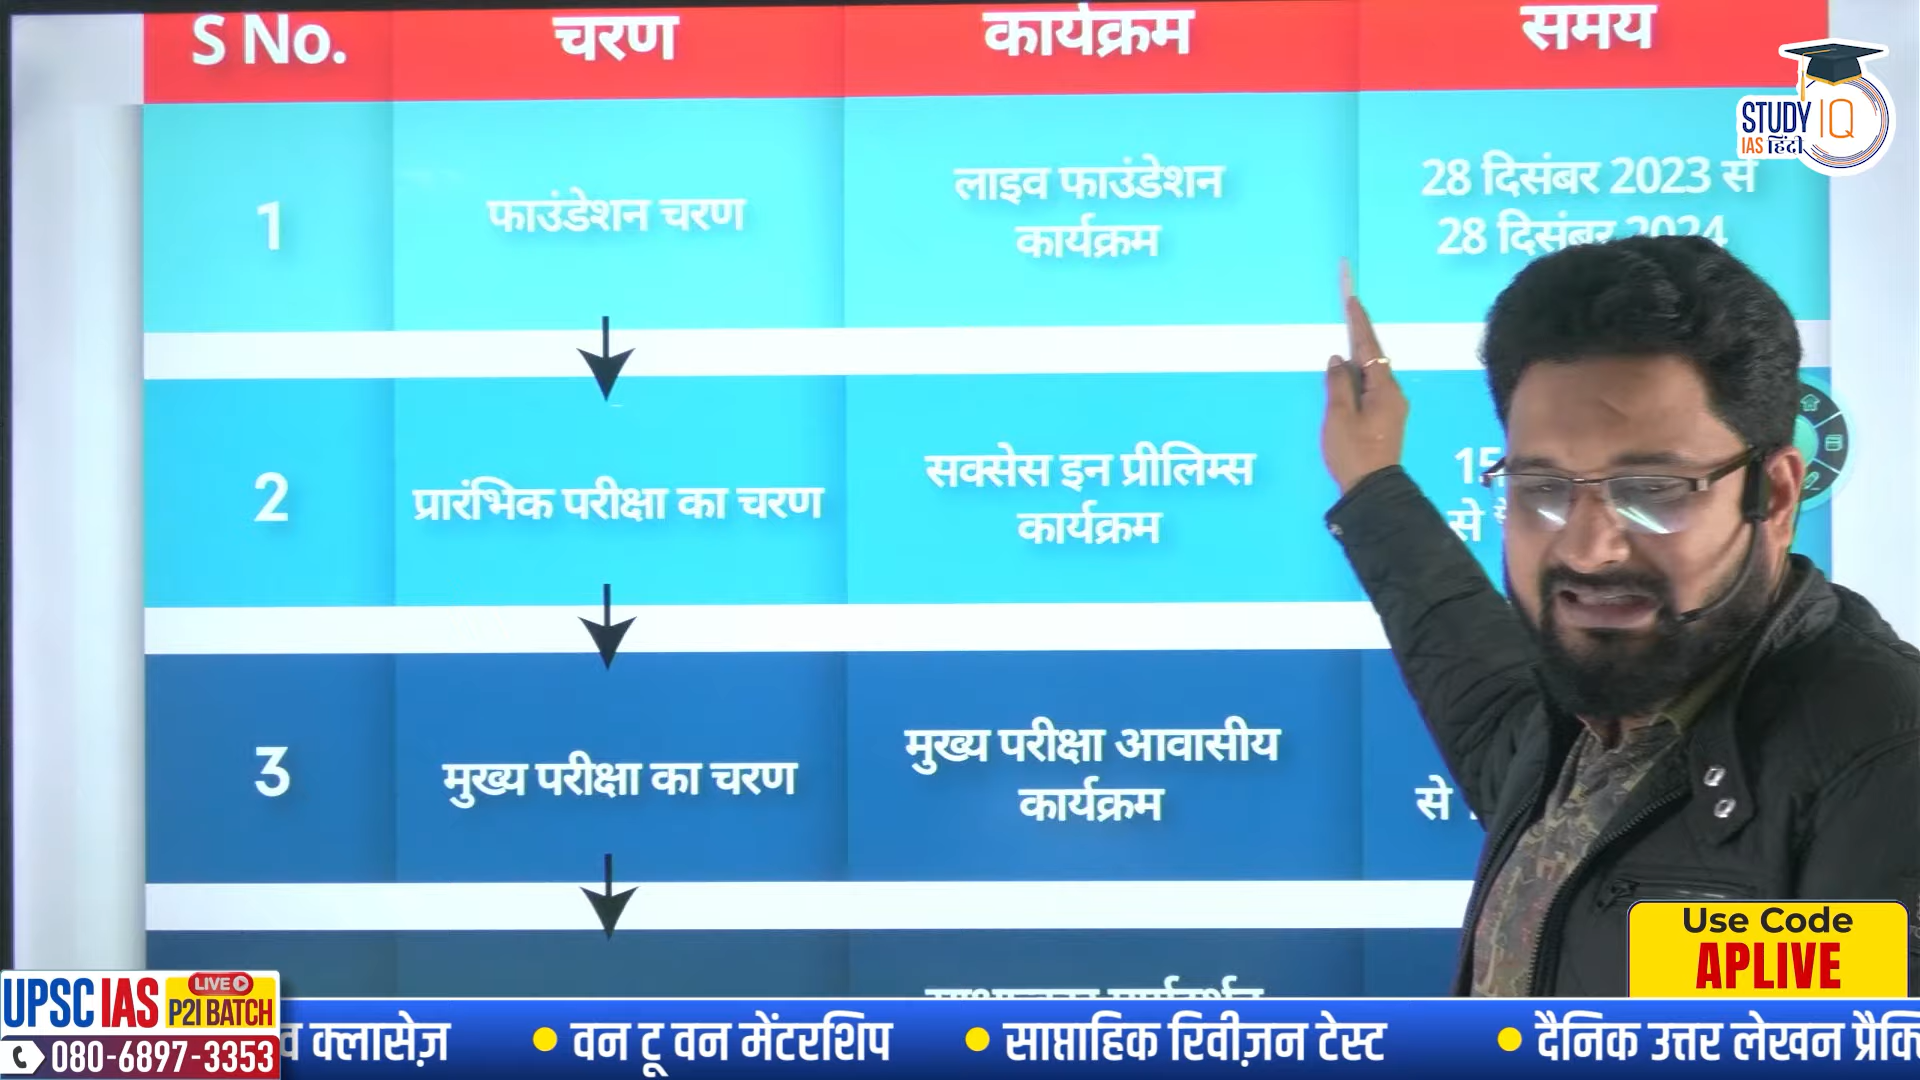 S No. चरण कार्यक्रम समय
1 फाउंडेशन चरण लाइव फाउंडेशन कार्यक्रम 28 दिसंबर 2023 से 28 दिसंबर 2024
2 प्रारंभिक परीक्षा का चरण सक्सेस इन प्रीलिम्स कार्यक्रम से
3 मुख्य परीक्षा का चरण मुख्य परीक्षा आवासीय कार्यक्रम से
STUDY IQ
IAS हिंदी
Use Code
APLIVE
UPSC IAS LIVE P2I BATCH
080-6897-3353
क्लासेज़ • वन टू वन मेंटरशिप • साप्ताहिक रिवीज़न टेस्ट • दैनिक उत्तर लेखन